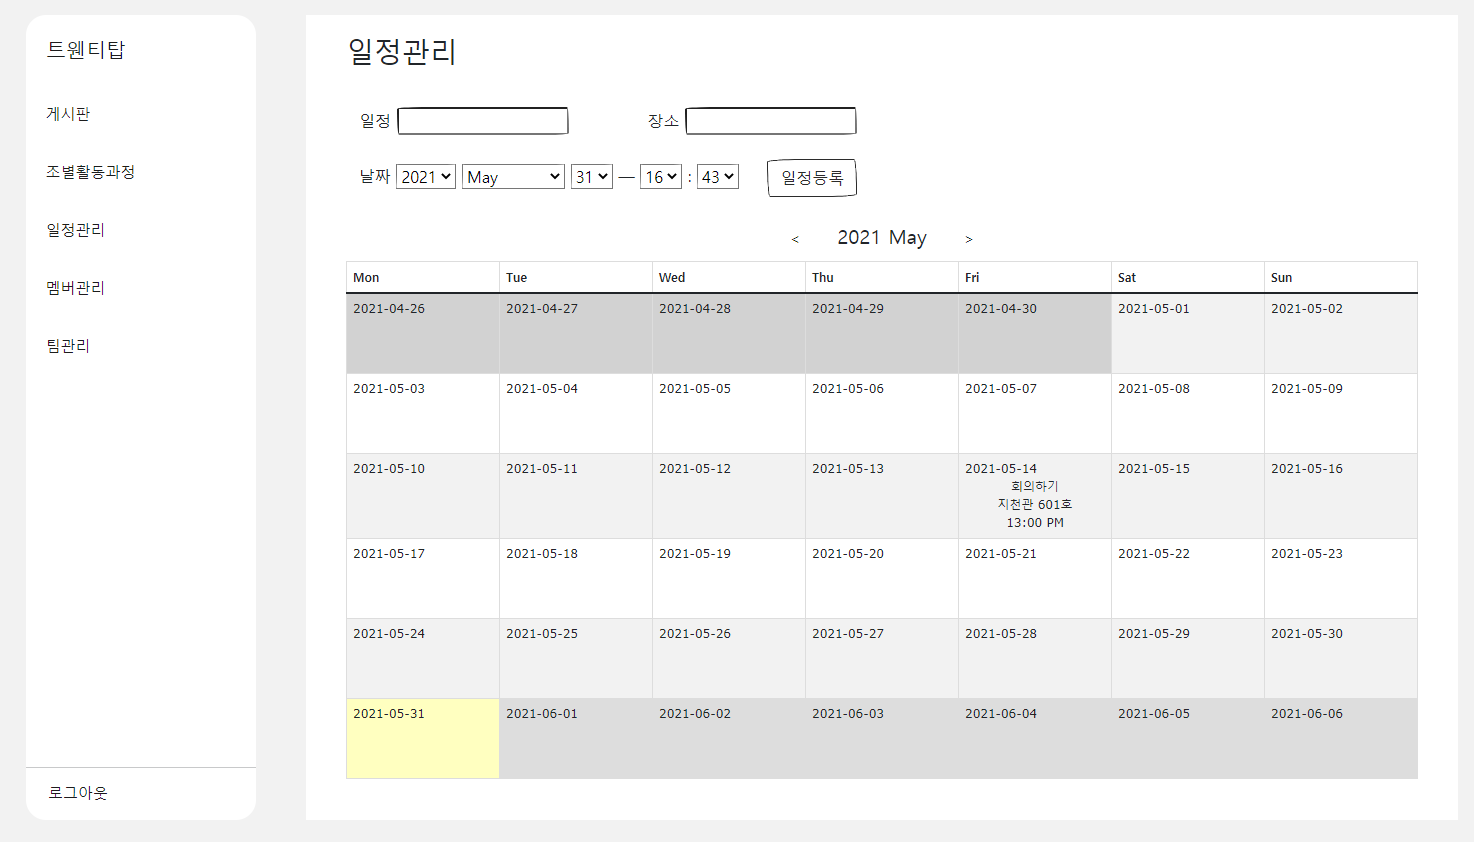 트웬티탑
게시판
조별활동과정
일정관리
멤버관리
팀관리
로그아웃
일정관리
일정 장소
날짜 2021 May 31 — 16 : 43 일정등록
< 2021 May >
Mon Tue Wed Thu Fri Sat Sun
2021-04-26 2021-04-27 2021-04-28 2021-04-29 2021-04-30 2021-05-01 2021-05-02
2021-05-03 2021-05-04 2021-05-05 2021-05-06 2021-05-07 2021-05-08 2021-05-09
2021-05-10 2021-05-11 2021-05-12 2021-05-13 2021-05-14 2021-05-15 2021-05-16
회의하기
지천관 601호
13:00 PM
2021-05-17 2021-05-18 2021-05-19 2021-05-20 2021-05-21 2021-05-22 2021-05-23
2021-05-24 2021-05-25 2021-05-26 2021-05-27 2021-05-28 2021-05-29 2021-05-30
2021-05-31 2021-06-01 2021-06-02 2021-06-03 2021-06-04 2021-06-05 2021-06-06